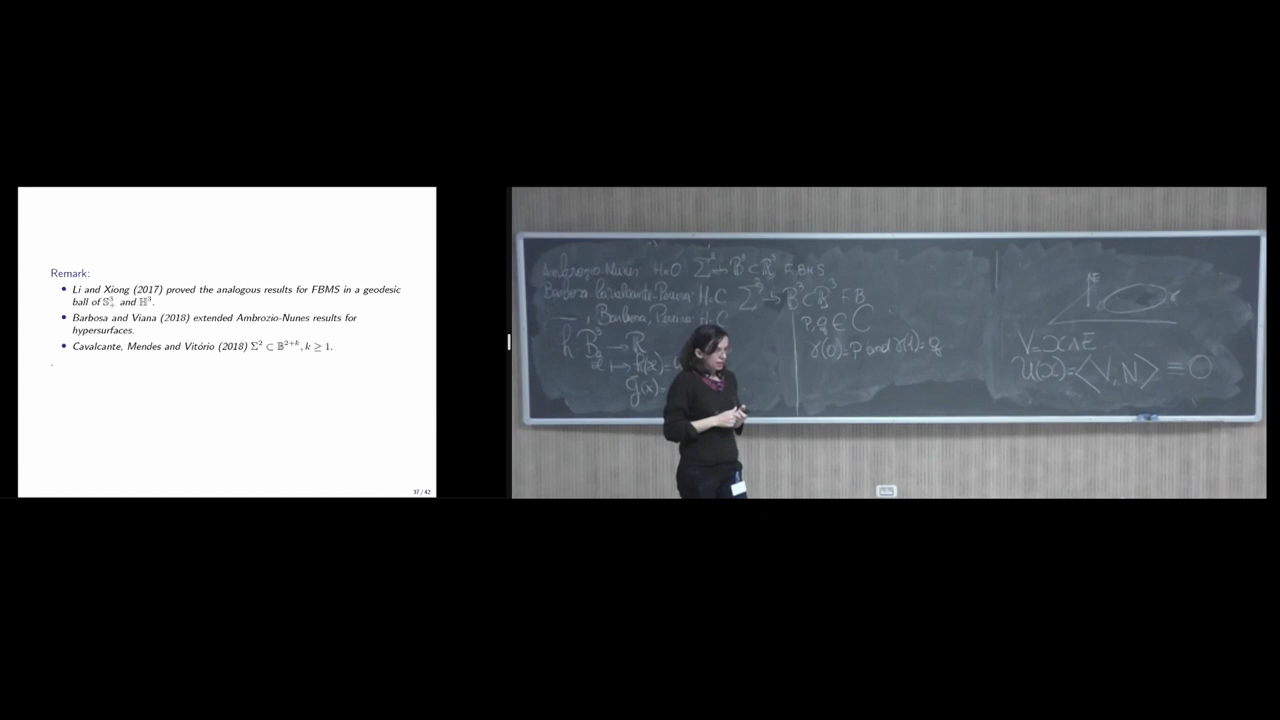 Remark:
• Li and Xiong (2017) proved the analogous results for FBMS in a geodesic
ball of 𝕊³₊ and ℍ³.
• Barbosa and Viana (2018) extended Ambrozio-Nunes results for
hypersurfaces.
• Cavalcante, Mendes and Vitório (2018) Σ² ⊂ 𝔹²⁺ᵏ, k ≥ 1.
.
37 / 42
Ambrozio Nunes H=0 Σ² → B³ ⊂ ℝ³ FBMS
Barbosa Cavalcante-Pereira: H=C Σ² → B³ ⊂ ℝ³ FB
— , Barbosa, Pereira:
h B³ → ℝ
x ↦
g(x)=
p, q ∈ C
γ(0)=p and γ(1)=q
E
γ
V=x∧E
u(x)=⟨V,N⟩ ≡0